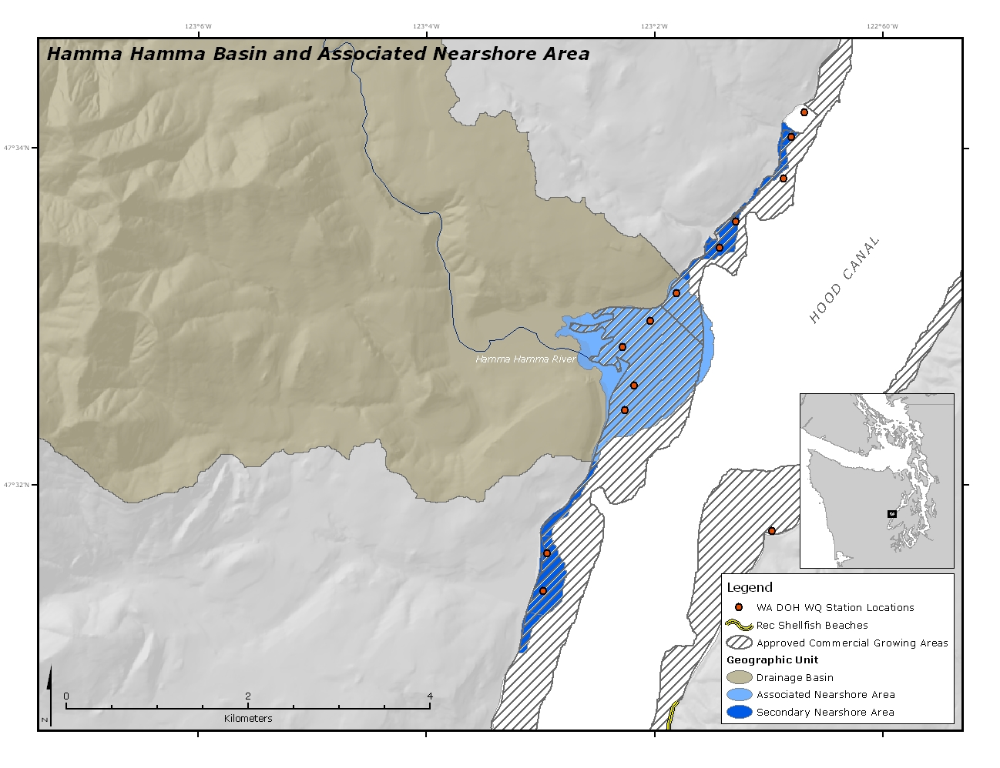 123°6'W 123°4'W 123°2'W 122°60'W
Hamma Hamma Basin and Associated Nearshore Area
47°34'N
HOOD CANAL
Hamma Hamma River
47°32'N
Legend
WA DOH WQ Station Locations
Rec Shellfish Beaches
Approved Commercial Growing Areas
Geographic Unit
Drainage Basin
Associated Nearshore Area
Secondary Nearshore Area
0 2 4
Kilometers
N